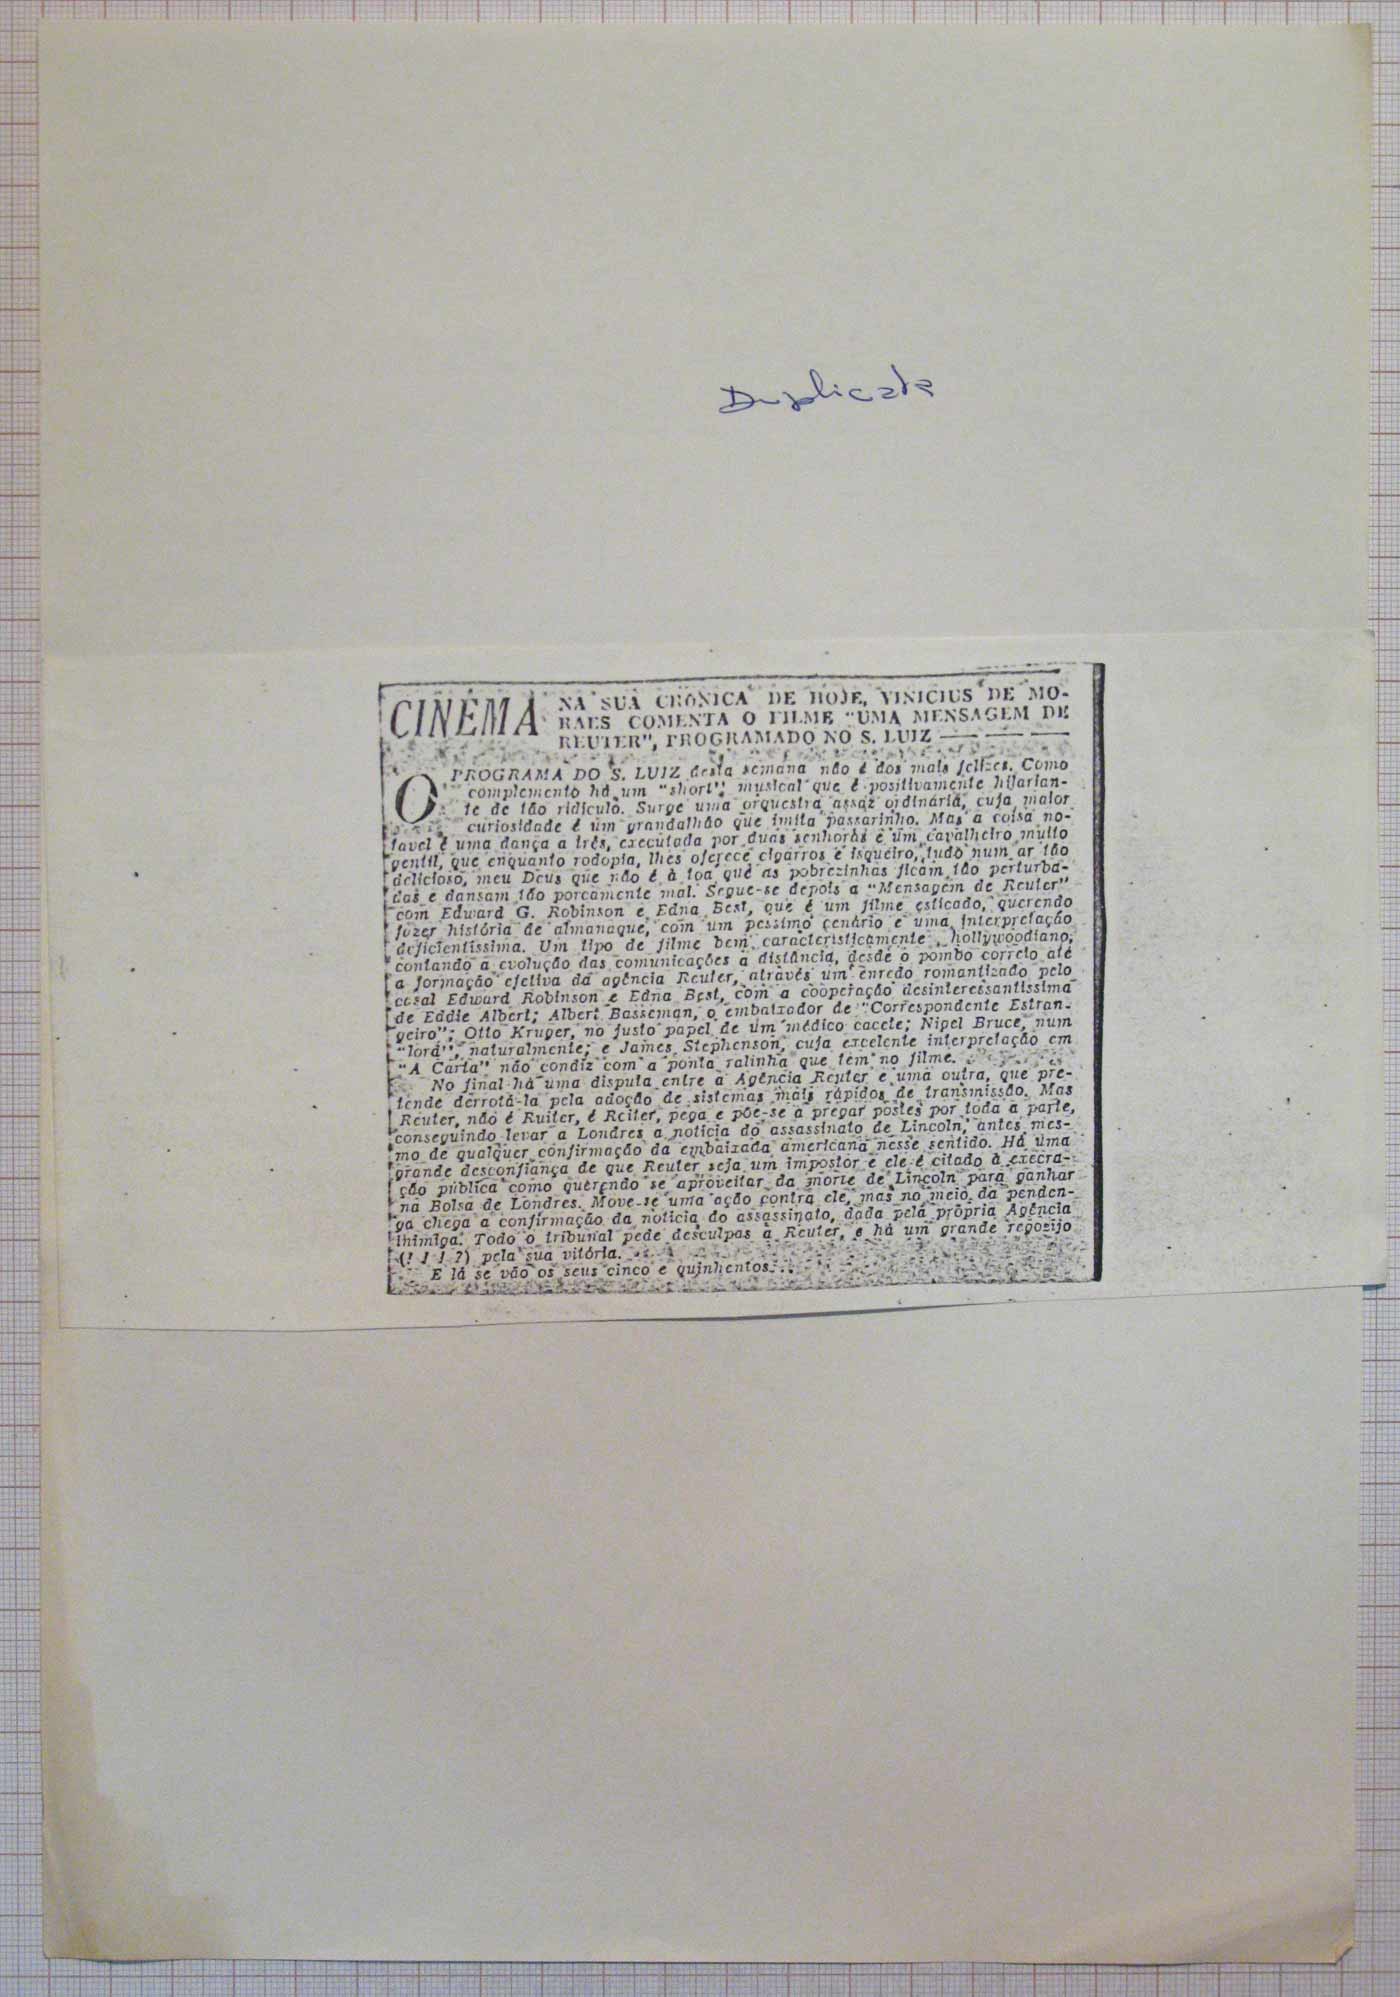 Duplicata
CINEMA
NA SUA CRÔNICA DE HOJE, VINICIUS DE MO-
RAES COMENTA O FILME "UMA MENSAGEM DE
REUTER", PROGRAMADO NO S. LUIZ
O PROGRAMA DO S. LUIZ desta semana não é dos mais felizes. Como
complemento há um "short" musical que é positivamente hilarian-
te de tão ridículo. Surge uma orquestra assaz ordinária, cuja maior
curiosidade é um grandalhão que imita passarinho. Mas a coisa no-
tavel é uma dança a três, executada por duas senhoras e um cavalheiro muito
gentil, que enquanto rodopia, lhes oferece cigarros e isqueiro, tudo num ar tão
delicioso, meu Deus que não é à toa que as pobrezinhas ficam tão perturba-
das e dansam tão porcamente mal. Segue-se depois a "Mensagem de Reuter"
com Edward G. Robinson e Edna Best, que é um filme esticado, querendo
fazer história de almanaque, com um pessimo cenário e uma interpretação
deficientíssima. Um tipo de filme bem caracteristicamente hollywoodiano,
contando a evolução das comunicações à distância, desde o pombo correio até
a formação efetiva da agência Reuter, através um enredo romantizado pelo
casal Edward Robinson e Edna Best, com a cooperação desinteressantíssima
de Eddie Albert; Albert Basseman, o embaixador de "Correspondente Estran-
geiro"; Otto Kruger, no justo papel de um médico cacete; Nigel Bruce, num
"lord", naturalmente; e James Stephenson, cuja excelente interpretação em
"A Carta" não condiz com a ponta ralinha que tem no filme.
No final há uma disputa entre a Agência Reuter e uma outra, que pre-
tende derrotá-la pela adoção de sistemas mais rápidos de transmissão. Mas
Reuter, não é Ruiter, é Reiter, pega e põe-se a pregar postes por toda a parte,
conseguindo levar a Londres a notícia do assassinato de Lincoln, antes mes-
mo de qualquer confirmação da embaixada americana nesse sentido. Há uma
grande desconfiança de que Reuter seja um impostor e ele é citado à execra-
ção pública como querendo se aproveitar da morte de Lincoln para ganhar
na Bolsa de Londres. Move-se uma ação contra ele, mas no meio da penden-
ga chega a confirmação da notícia do assassinato, dada pela própria Agência
inimiga. Todo o tribunal pede desculpas a Reuter, e há um grande regozijo
(! ! ! ?) pela sua vitória.
E lá se vão os seus cinco e quinhentos...